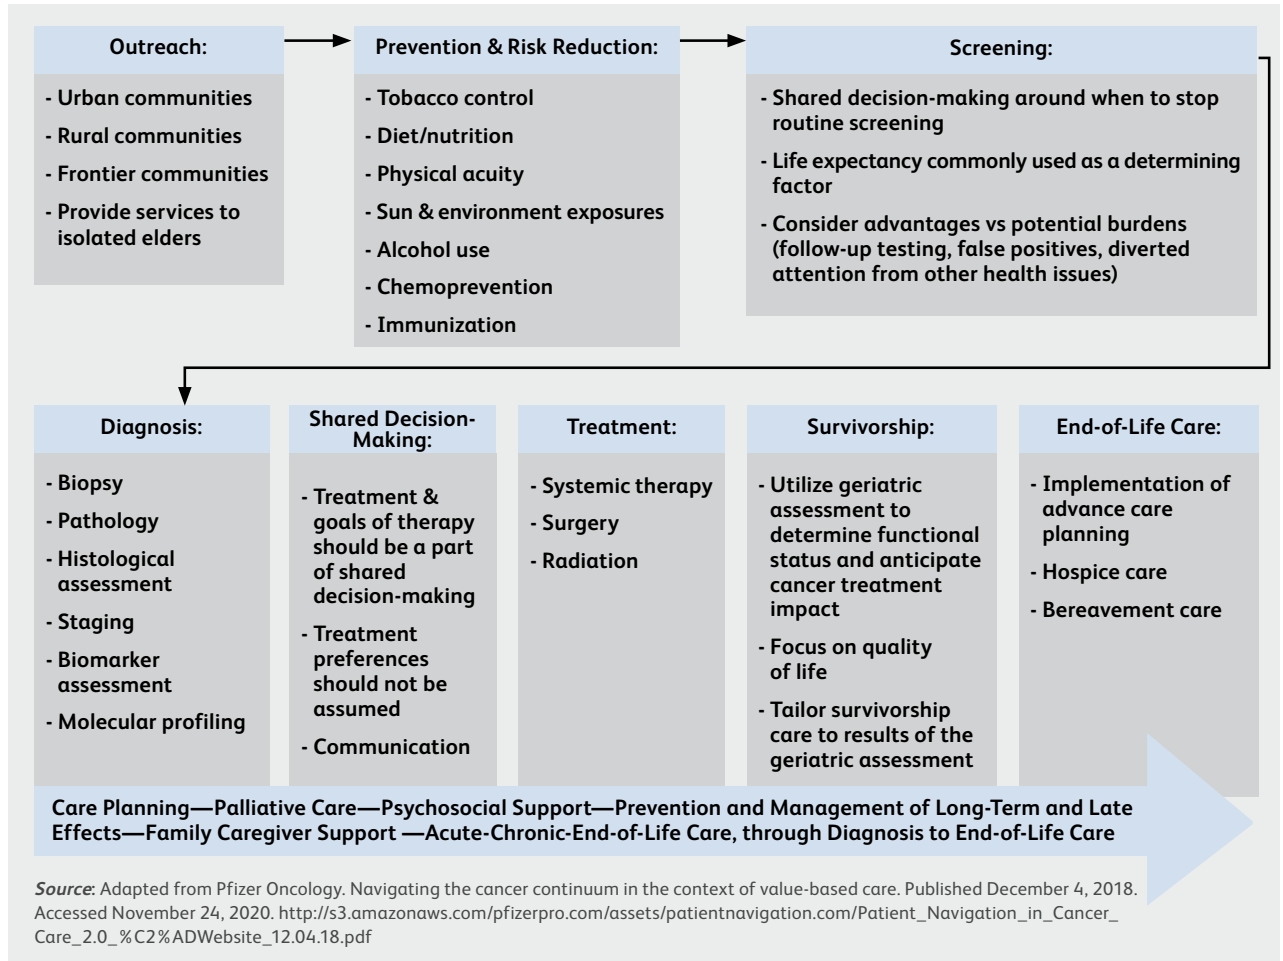 Outreach:
- Urban communities
- Rural communities
- Frontier communities
- Provide services to
isolated elders
Prevention & Risk Reduction:
- Tobacco control
- Diet/nutrition
- Physical acuity
- Sun & environment exposures
- Alcohol use
- Chemoprevention
- Immunization
Screening:
- Shared decision-making around when to stop
routine screening
- Life expectancy commonly used as a determining
factor
- Consider advantages vs potential burdens
(follow-up testing, false positives, diverted
attention from other health issues)
Diagnosis:
- Biopsy
- Pathology
- Histological
assessment
- Staging
- Biomarker
assessment
- Molecular profiling
Shared Decision-
Making:
- Treatment &
goals of therapy
should be a part
of shared
decision-making
- Treatment
preferences
should not be
assumed
- Communication
Treatment:
- Systemic therapy
- Surgery
- Radiation
Survivorship:
- Utilize geriatric
assessment to
determine functional
status and anticipate
cancer treatment
impact
- Focus on quality
of life
- Tailor survivorship
care to results of the
geriatric assessment
End-of-Life Care:
- Implementation of
advance care
planning
- Hospice care
- Bereavement care
Care Planning—Palliative Care—Psychosocial Support—Prevention and Management of Long-Term and Late
Effects—Family Caregiver Support —Acute-Chronic-End-of-Life Care, through Diagnosis to End-of-Life Care
Source: Adapted from Pfizer Oncology. Navigating the cancer continuum in the context of value-based care. Published December 4, 2018.
Accessed November 24, 2020. http://s3.amazonaws.com/pfizerpro.com/assets/patientnavigation.com/Patient_Navigation_in_Cancer_
Care_2.0_%C2%ADWebsite_12.04.18.pdf